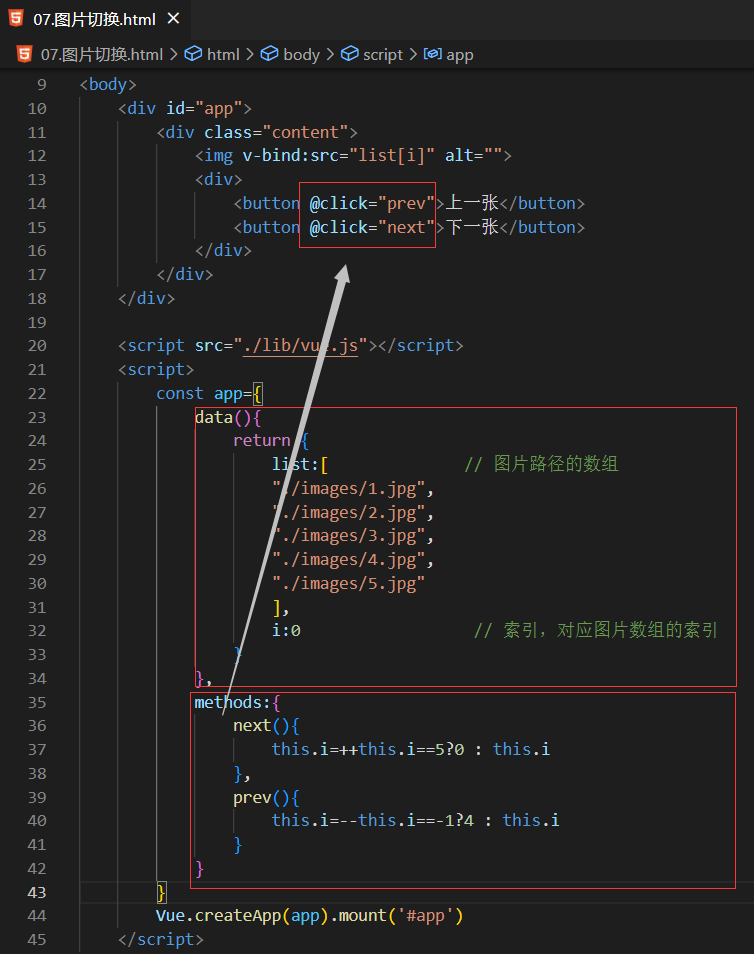 07.图片切换.html ×
07.图片切换.html > html > body > script > app
9 <body>
10 <div id="app">
11 <div class="content">
12 <img v-bind:src="list[i]" alt="">
13 <div>
14 <button @click="prev">上一张</button>
15 <button @click="next">下一张</button>
16 </div>
17 </div>
18 </div>
19
20 <script src="./lib/vue.js"></script>
21 <script>
22 const app={
23 data(){
24 return {
25 list:[ // 图片路径的数组
26 "./images/1.jpg",
27 "./images/2.jpg",
28 "./images/3.jpg",
29 "./images/4.jpg",
30 "./images/5.jpg"
31 ],
32 i:0 // 索引，对应图片数组的索引
33 }
34 },
35 methods:{
36 next(){
37 this.i=++this.i==5?0 : this.i
38 },
39 prev(){
40 this.i=--this.i==-1?4 : this.i
41 }
42 }
43 }
44 Vue.createApp(app).mount('#app')
45 </script>